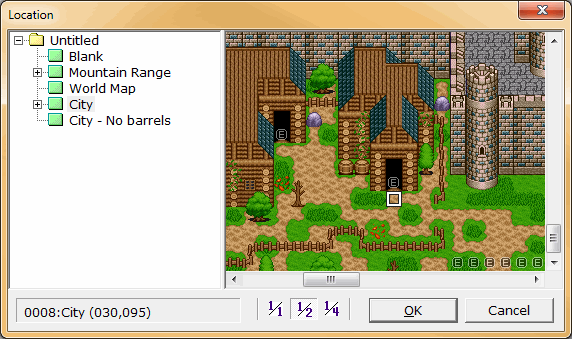 Location
Untitled
Blank
Mountain Range
World Map
City
City - No barrels
E
E
E
E E E E E E
0008:City (030,095)
1/1 1/2 1/4
OK
Cancel